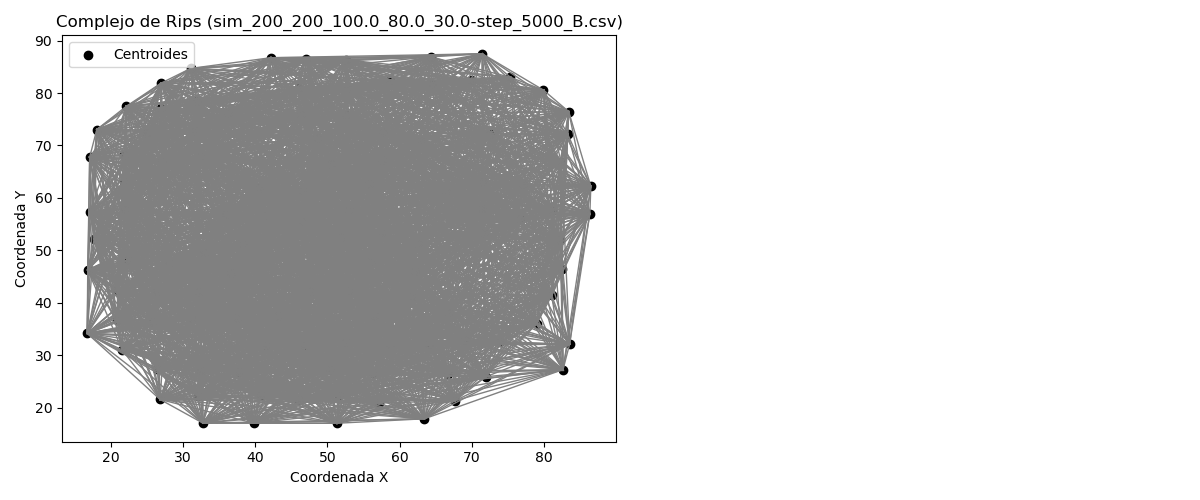 Complejo de Rips (sim_200_200_100.0_80.0_30.0-step_5000_B.csv)
Centroides
90
80
70
60
50
40
30
20
Coordenada Y
20 30 40 50 60 70 80
Coordenada X